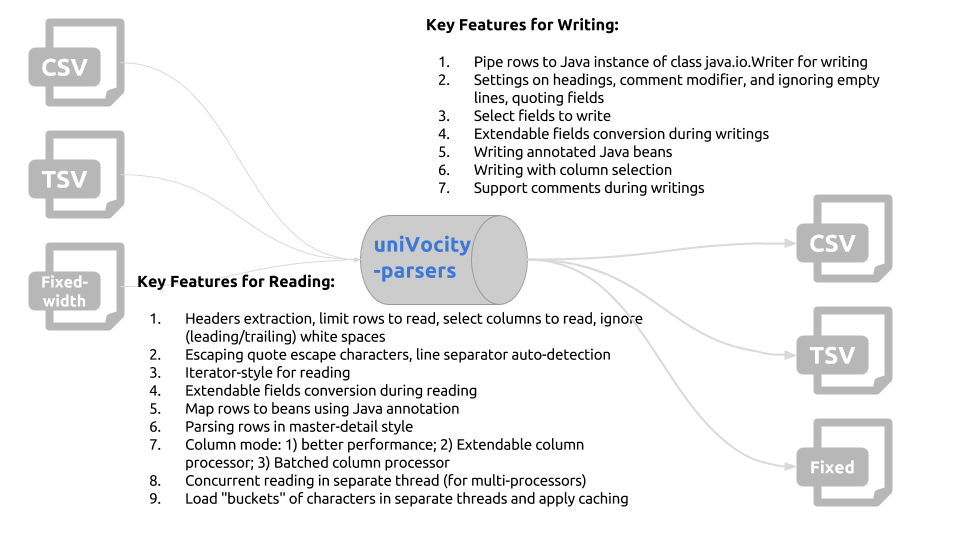 CSV
TSV
Fixed-
width
Key Features for Writing:
1. Pipe rows to Java instance of class java.io.Writer for writing
2. Settings on headings, comment modifier, and ignoring empty
lines, quoting fields
3. Select fields to write
4. Extendable fields conversion during writings
5. Writing annotated Java beans
6. Writing with column selection
7. Support comments during writings
uniVocity
-parsers
Key Features for Reading:
1. Headers extraction, limit rows to read, select columns to read, ignore
(leading/trailing) white spaces
2. Escaping quote escape characters, line separator auto-detection
3. Iterator-style for reading
4. Extendable fields conversion during reading
5. Map rows to beans using Java annotation
6. Parsing rows in master-detail style
7. Column mode: 1) better performance; 2) Extendable column
processor; 3) Batched column processor
8. Concurrent reading in separate thread (for multi-processors)
9. Load "buckets" of characters in separate threads and apply caching
CSV
TSV
Fixed